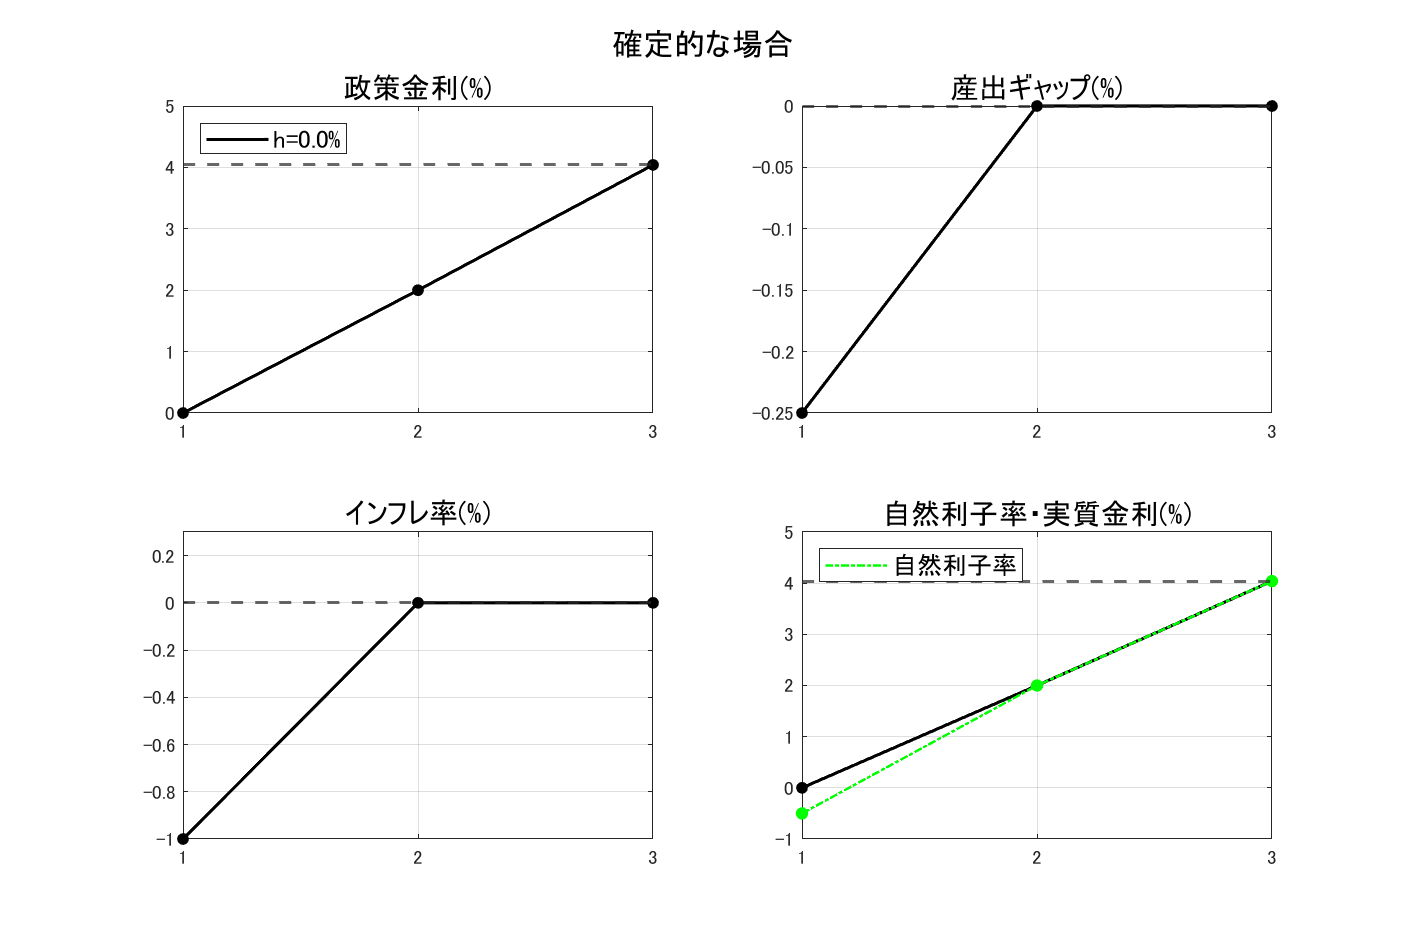 確定的な場合
政策金利(%)
5
4
3
2
1
0
1 2 3
h=0.0%
産出ギャップ(%)
0
-0.05
-0.1
-0.15
-0.2
-0.25
1 2 3
インフレ率(%)
0.2
0
-0.2
-0.4
-0.6
-0.8
-1
1 2 3
自然利子率・実質金利(%)
5
4
3
2
1
0
-1
1 2 3
自然利子率